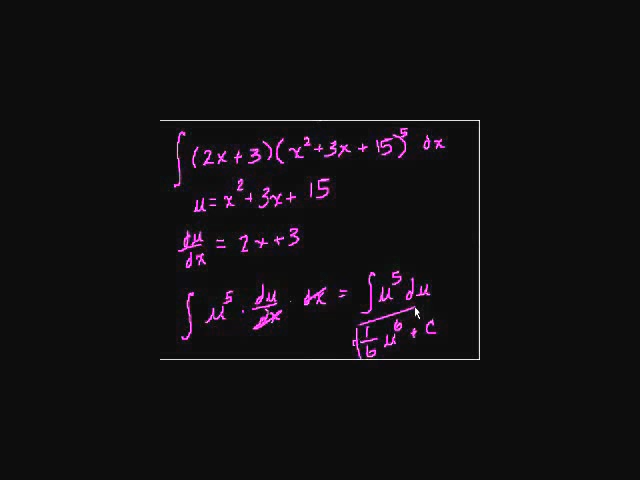 ∫ (2x+3)(x²+3x+15)⁵ dx
u = x²+3x+15
du/dx = 2x+3
∫ u⁵ · du/dx · dx = ∫ u⁵ du
1/6 u⁶ + C